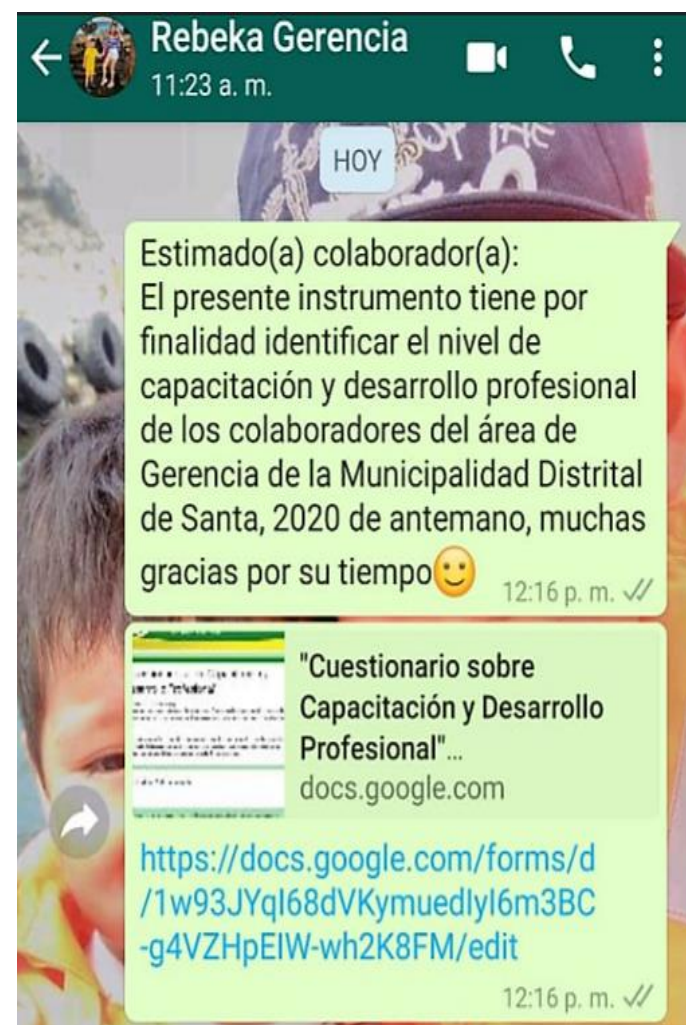 Rebeka Gerencia
11:23 a. m.
HOY
Estimado(a) colaborador(a):
El presente instrumento tiene por
finalidad identificar el nivel de
capacitación y desarrollo profesional
de los colaboradores del área de
Gerencia de la Municipalidad Distrital
de Santa, 2020 de antemano, muchas
gracias por su tiempo🙂
12:16 p. m.
"Cuestionario sobre
Capacitación y Desarrollo
Profesional"...
docs.google.com
https://docs.google.com/forms/d
/1w93JYqI68dVKymuedIyI6m3BC
-g4VZHpEIW-wh2K8FM/edit
12:16 p. m.